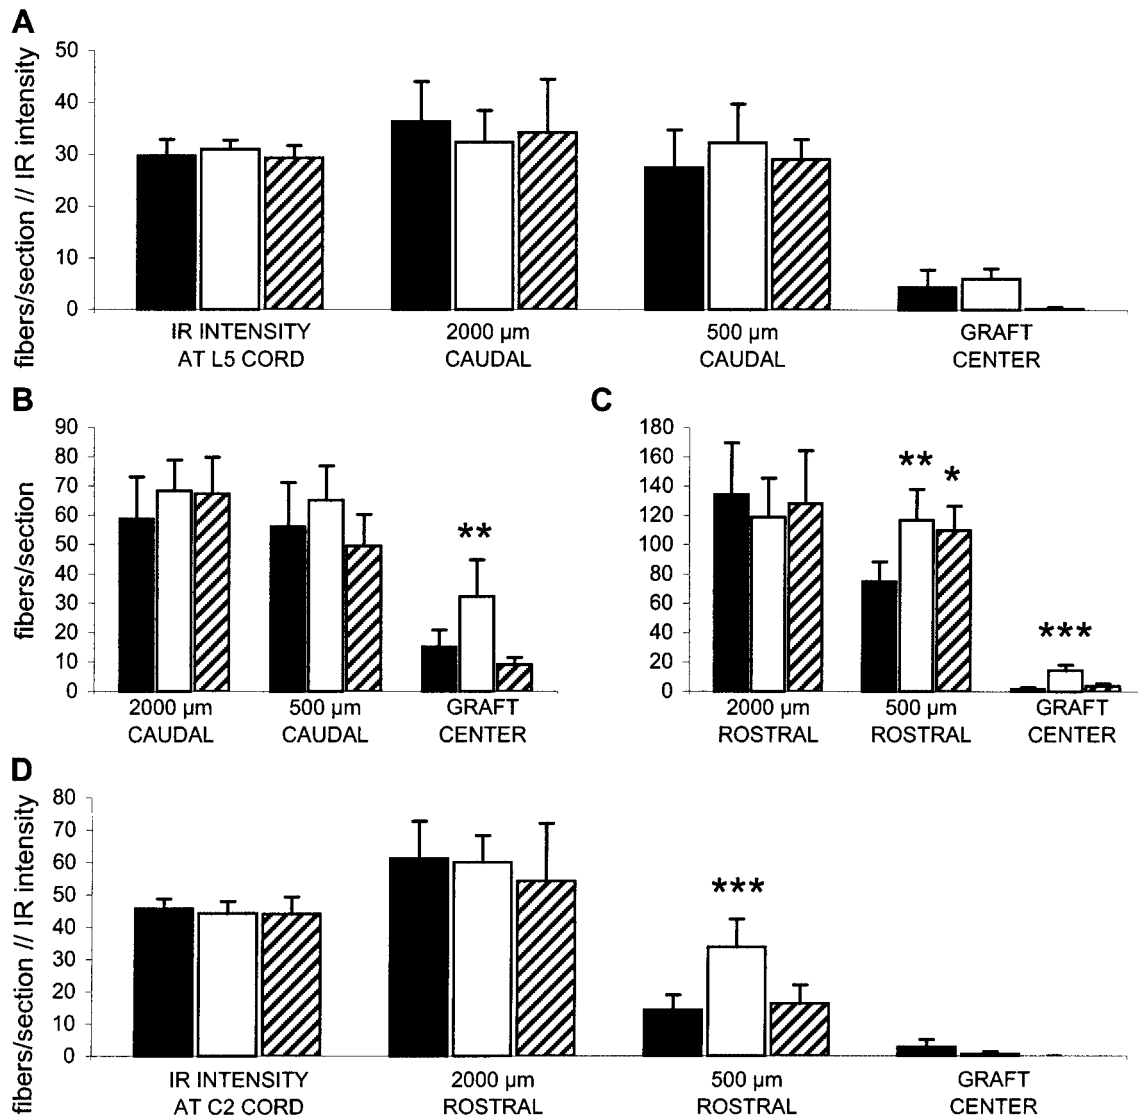 A
fibers/section // IR intensity
50
40
30
20
10
0
IR INTENSITY
AT L5 CORD
2000 µm
CAUDAL
500 µm
CAUDAL
GRAFT
CENTER
B
fibers/section
90
80
70
60
50
40
30
20
10
0
**
2000 µm
CAUDAL
500 µm
CAUDAL
GRAFT
CENTER
C
180
160
140
120
100
80
60
40
20
0
**
*
***
2000 µm
ROSTRAL
500 µm
ROSTRAL
GRAFT
CENTER
D
fibers/section // IR intensity
80
70
60
50
40
30
20
10
0
***
IR INTENSITY
AT C2 CORD
2000 µm
ROSTRAL
500 µm
ROSTRAL
GRAFT
CENTER